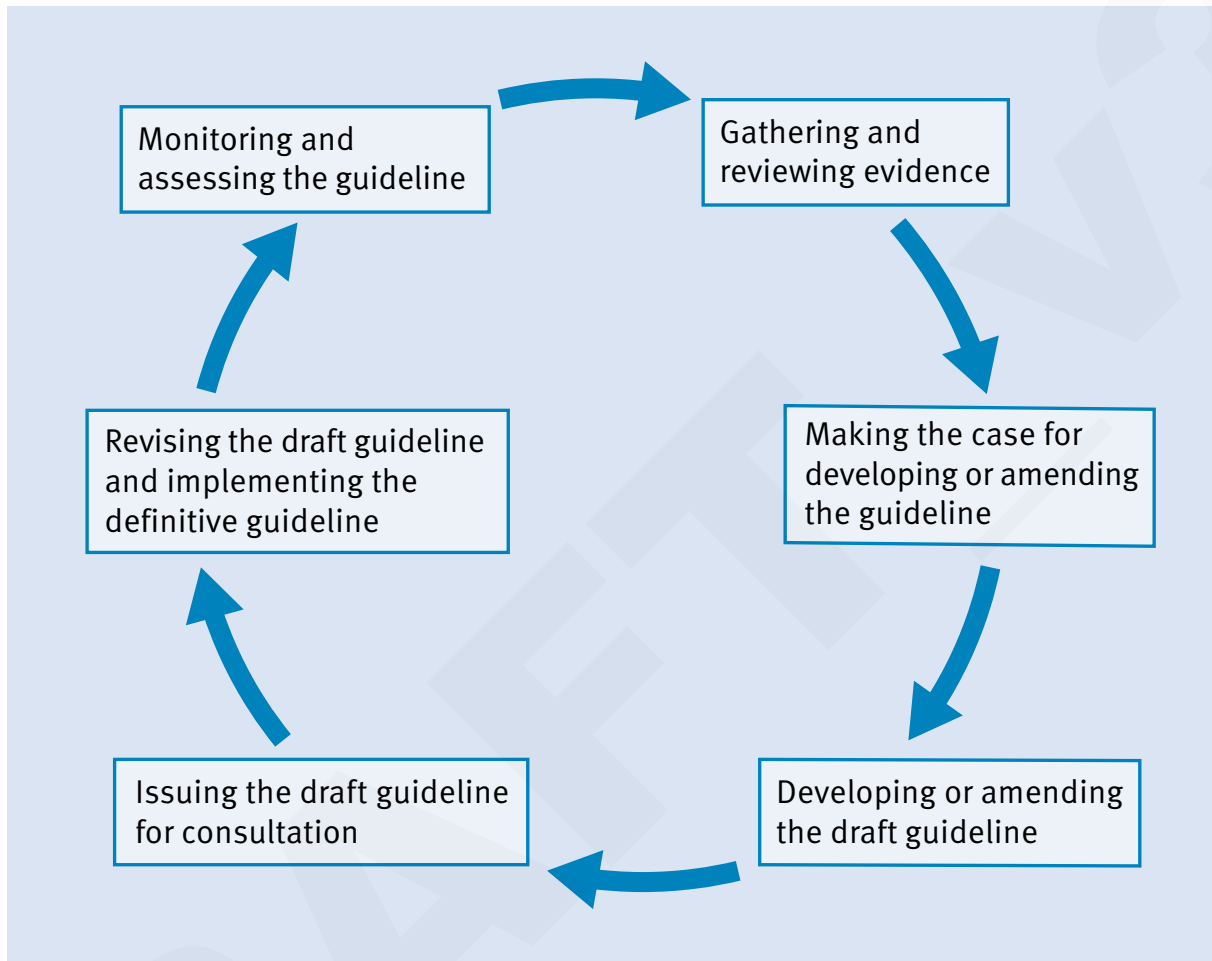 Monitoring and
assessing the guideline
Gathering and
reviewing evidence
Making the case for
developing or amending
the guideline
Developing or amending
the draft guideline
Issuing the draft guideline
for consultation
Revising the draft guideline
and implementing the
definitive guideline